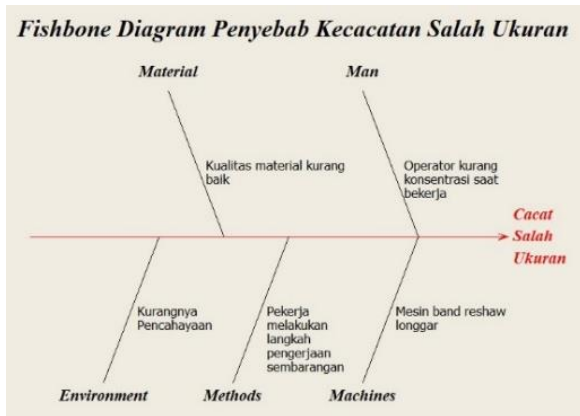 Fishbone Diagram Penyebab Kecacatan Salah Ukuran
Material
Man
Kualitas material kurang
baik
Operator kurang
konsentrasi saat
bekerja
Cacat
Salah
Ukuran
Kurangnya
Pencahayaan
Pekerja
melakukan
langkah
pengerjaan
sembarangan
Mesin band reshaw
longgar
Environment
Methods
Machines